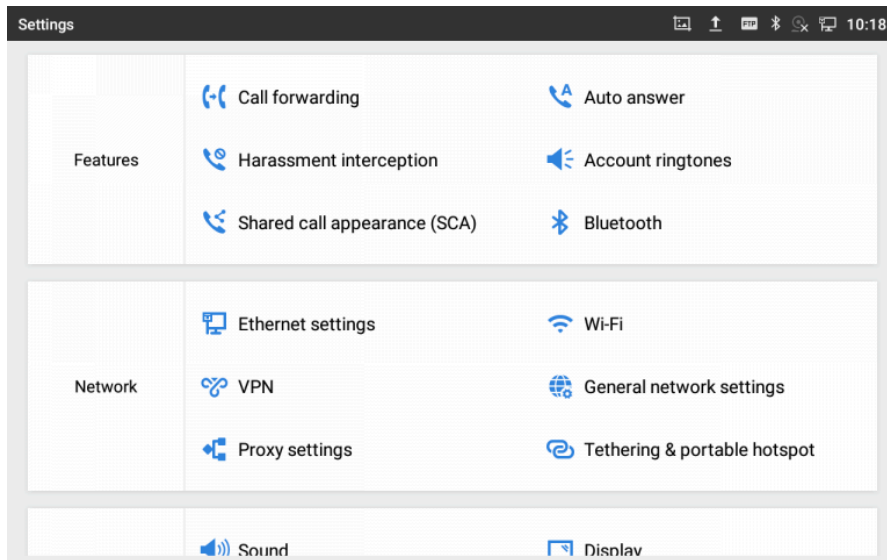 Settings
FTP
10:18
Features
Call forwarding
A
Auto answer
Harassment interception
Account ringtones
Shared call appearance (SCA)
Bluetooth
Network
Ethernet settings
Wi-Fi
VPN
General network settings
Proxy settings
Tethering & portable hotspot
Sound
Display